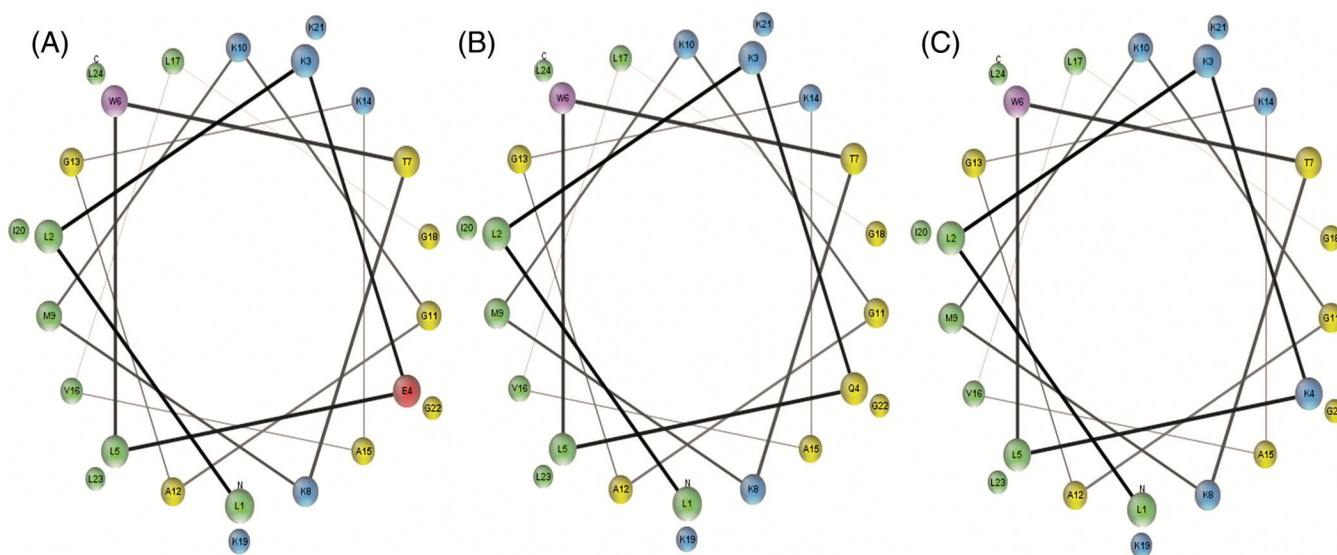 (A)
K21
K10
K3
L17
C
L24
W6
K14
G13
T7
I20
L2
G18
M9
G11
V16
E4
G22
L5
A15
L23
A12
N
L1
K8
K19
(B)
K21
K10
K3
L17
C
L24
W6
K14
G13
T7
I20
L2
G18
M9
G11
V16
Q4
G22
L5
A15
L23
A12
N
L1
K8
K19
(C)
K21
K10
K3
L17
C
L24
W6
K14
G13
T7
I20
L2
G18
M9
G11
V16
K4
L5
A15
L23
A12
N
L1
K8
K19